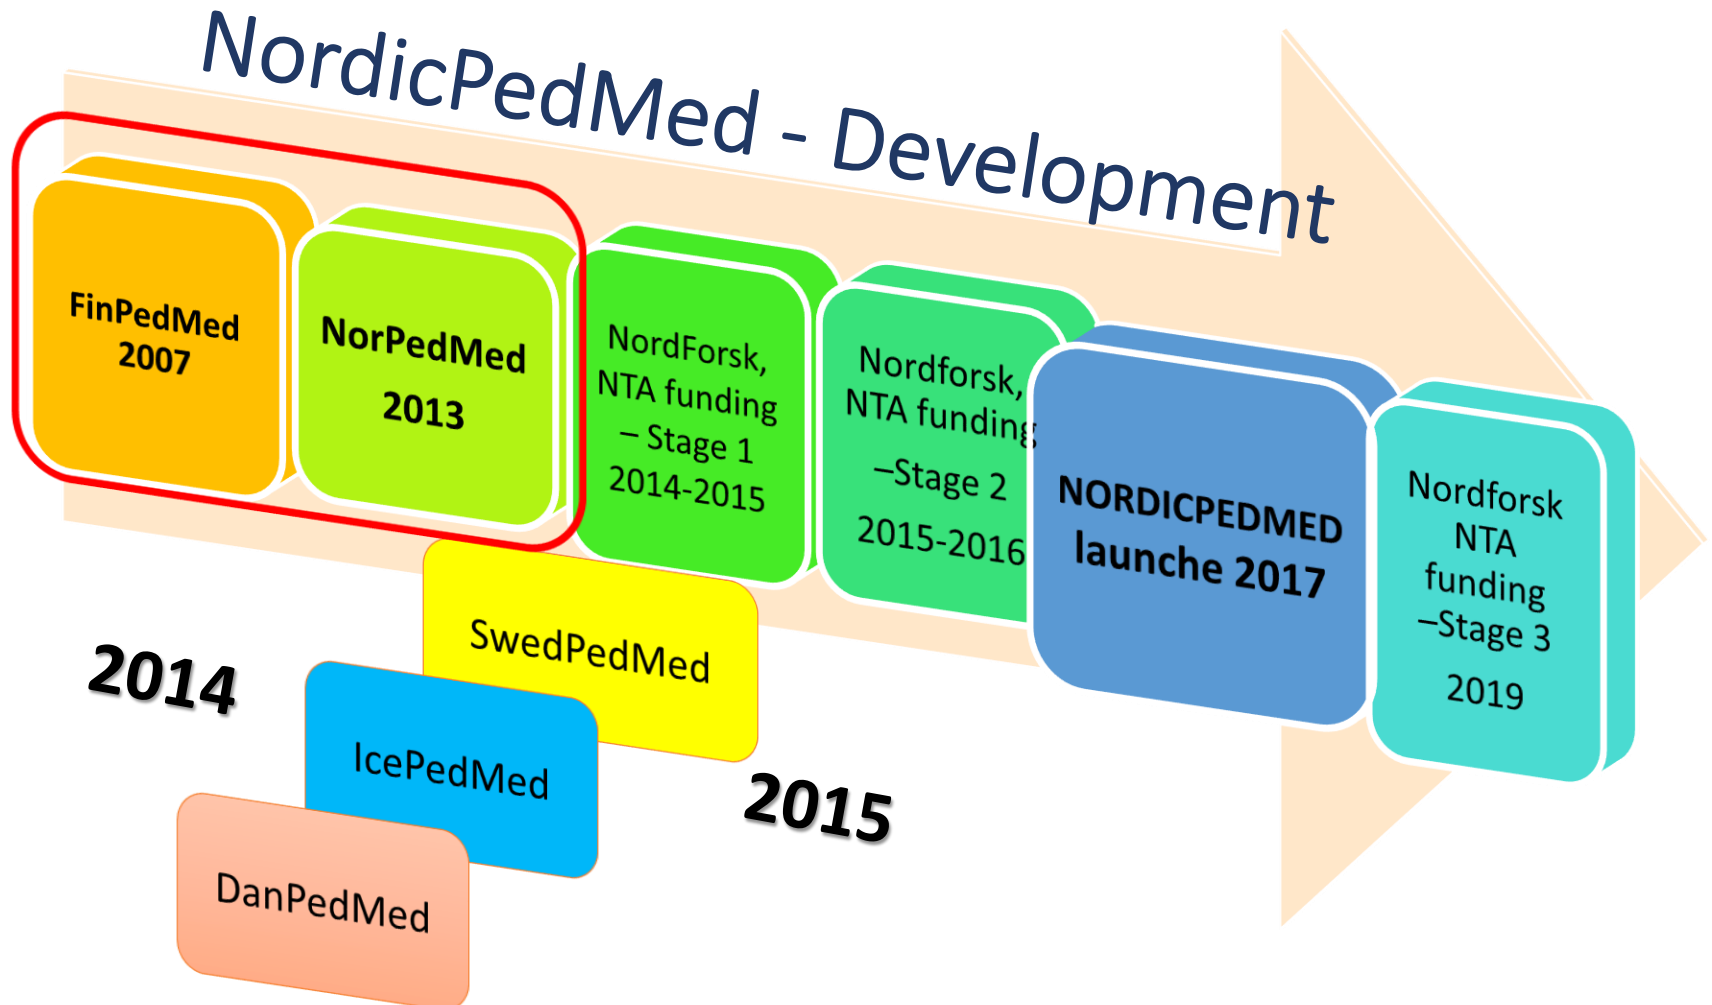 NordicPedMed - Development
FinPedMed
2007
NorPedMed
2013
NordForsk,
NTA funding
– Stage 1
2014-2015
Nordforsk,
NTA funding
–Stage 2
2015-2016
NORDICPEDMED
launche 2017
Nordforsk
NTA
funding
–Stage 3
2019
2014
SwedPedMed
IcePedMed
DanPedMed
2015